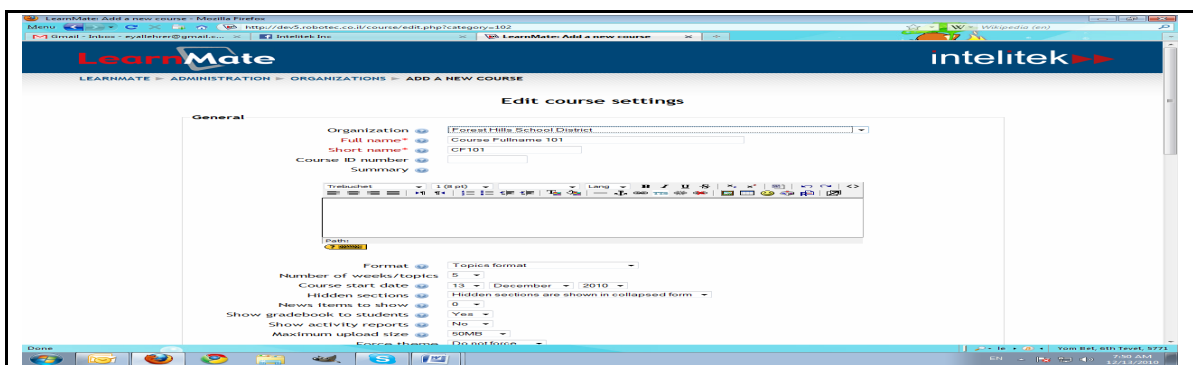 LearnMate: Add a new course - Mozilla Firefox
Menu
http://dev5.robotec.co.il/course/edit.php?category=102
Wikipedia (en)
Gmail - Inbox - eyallehrer@gmail.c...
Intelitek Inc
LearnMate: Add a new course
LearnMate
intelitek
LEARNMATE ► ADMINISTRATION ► ORGANIZATIONS ► ADD A NEW COURSE
Edit course settings
General
Organization Forest Hills School District
Full name* Course Fullname 101
Short name* CF101
Course ID number
Summary
Trebuchet 1 (8 pt) Lang B I U S
Path:
Format Topics format
Number of weeks/topics 5
Course start date 13 December 2010
Hidden sections Hidden sections are shown in collapsed form
News items to show 0
Show gradebook to students Yes
Show activity reports No
Maximum upload size 50MB
Force theme Do not force
Done
Yom Bet, 6th Tevet, 5771
EN
7:50 AM
12/13/2010